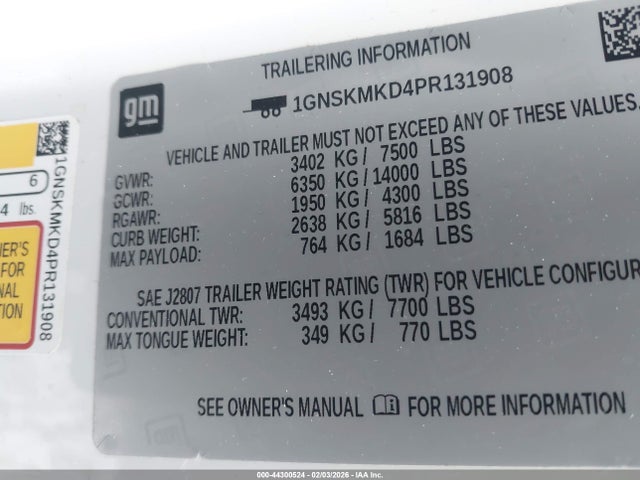 TRAILERING INFORMATION
gm
1GNSKMKD4PR131908
VEHICLE AND TRAILER MUST NOT EXCEED ANY OF THESE VALUES.
GVWR: 3402 KG / 7500 LBS
GCWR: 6350 KG / 14000 LBS
RGAWR: 1950 KG / 4300 LBS
CURB WEIGHT: 2638 KG / 5816 LBS
MAX PAYLOAD: 764 KG / 1684 LBS
SAE J2807 TRAILER WEIGHT RATING (TWR) FOR VEHICLE CONFIGUR
CONVENTIONAL TWR: 3493 KG / 7700 LBS
MAX TONGUE WEIGHT: 349 KG / 770 LBS
SEE OWNER'S MANUAL FOR MORE INFORMATION
6
4 lbs.
1GNSKMKD4PR131908
NER'S
FOR
NAL
TION
000-44300524 - 02/03/2026 - IAA Inc.